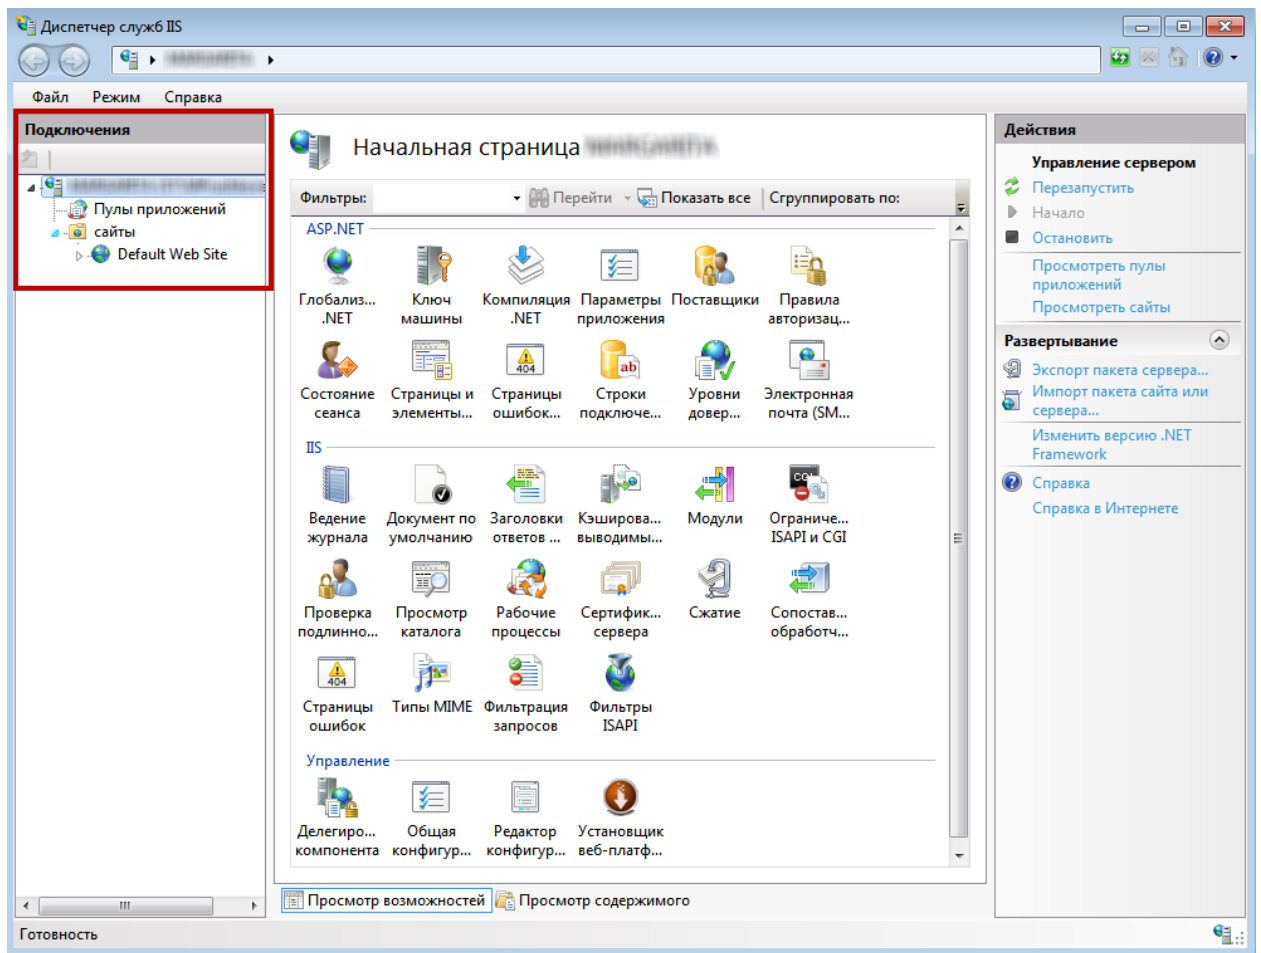 Диспетчер служб IIS
Файл Режим Справка
Подключения
Пулы приложений
сайты
Default Web Site
Начальная страница
Фильтры: Перейти Показать все Сгруппировать по:
ASP.NET
Глобализ... Ключ Компиляция Параметры Поставщики Правила
.NET машины .NET приложения авторизац...
404
ab
Состояние Страницы и Страницы Строки Уровни Электронная
сеанса элементы... ошибок... подключе... довер... почта (SM...
IIS
Ведение Документ по Заголовки Кэширова... Модули Ограниче...
журнала умолчанию ответов ... выводимы... ISAPI и CGI
Проверка Просмотр Рабочие Сертифик... Сжатие Сопостав...
подлинно... каталога процессы сервера обработч...
404
Страницы Типы MIME Фильтрация Фильтры
ошибок запросов ISAPI
Управление
Делегиро... Общая Редактор Установщик
компонента конфигур... конфигур... веб-платф...
Просмотр возможностей Просмотр содержимого
Действия
Управление сервером
Перезапустить
Начало
Остановить
Просмотреть пулы
приложений
Просмотреть сайты
Развертывание
Экспорт пакета сервера...
Импорт пакета сайта или
сервера...
Изменить версию .NET
Framework
Справка
Справка в Интернете
Готовность